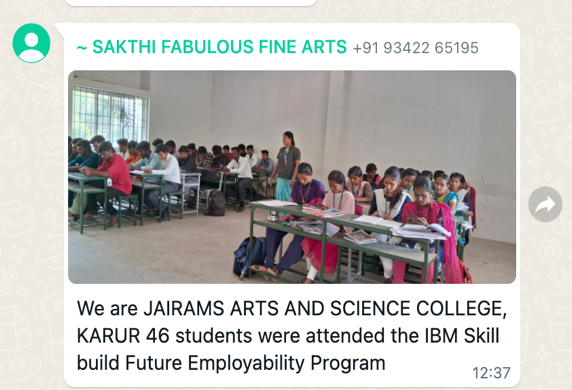 ~ SAKTHI FABULOUS FINE ARTS +91 93422 65195
We are JAIRAMS ARTS AND SCIENCE COLLEGE,
KARUR 46 students were attended the IBM Skill
build Future Employability Program
12:37